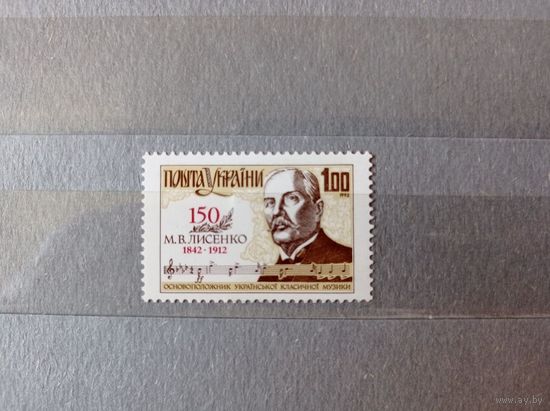 ПОШТА УКРАЇНИ 1.00
1992
150
М.В.ЛИСЕНКО
1842 · 1912
ОСНОВОПОЛОЖНИК УКРАЇНСЬКОЇ КЛАСИЧНОЇ МУЗИКИ
www.ay.by